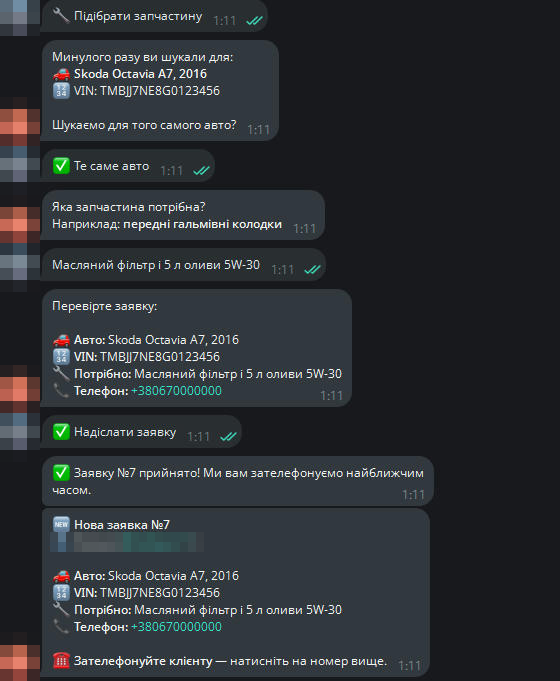 🔧 Підібрати запчастину 1:11
Минулого разу ви шукали для:
🚗 Skoda Octavia A7, 2016
🔢 VIN: TMBJJ7NE8G0123456
Шукаємо для того самого авто? 1:11
✅ Те саме авто 1:11
Яка запчастина потрібна?
Наприклад: передні гальмівні колодки 1:11
Масляний фільтр і 5 л оливи 5W-30 1:11
Перевірте заявку:
🚗 Авто: Skoda Octavia A7, 2016
🔢 VIN: TMBJJ7NE8G0123456
🔧 Потрібно: Масляний фільтр і 5 л оливи 5W-30
📞 Телефон: +380670000000
1:11
✅ Надіслати заявку 1:11
✅ Заявку №7 прийнято! Ми вам зателефонуємо найближчим
часом. 1:11
🆕 Нова заявка №7
🚗 Авто: Skoda Octavia A7, 2016
🔢 VIN: TMBJJ7NE8G0123456
🔧 Потрібно: Масляний фільтр і 5 л оливи 5W-30
📞 Телефон: +380670000000
☎️ Зателефонуйте клієнту — натисніть на номер вище. 1:11